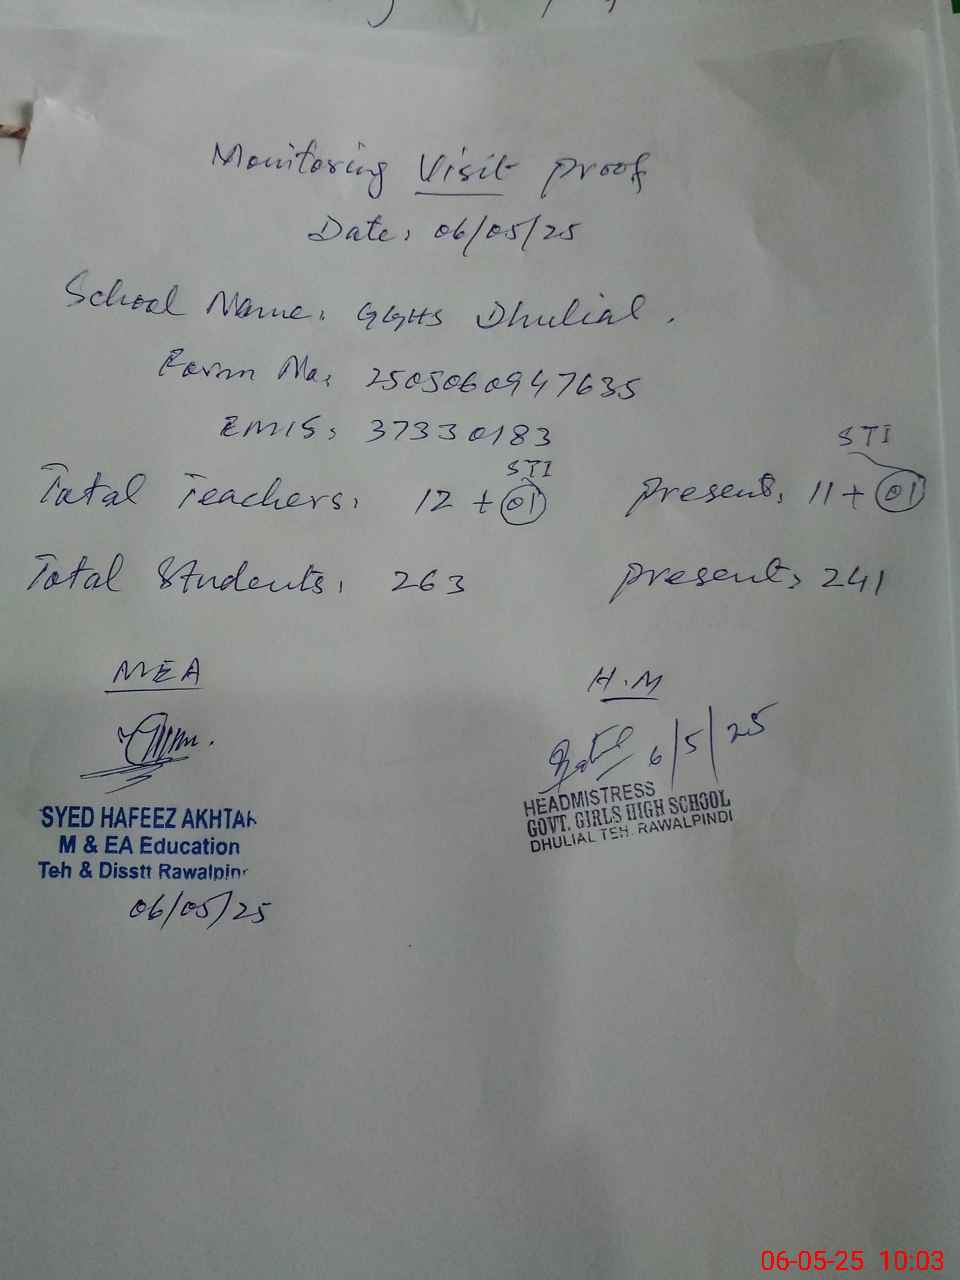 Monitoring Visit proof
Date: 06/05/25
School Name: GGHS Dhulial.
Form No: 2505060947635
EMIS: 37330183
STI STI
Total Teachers: 12 + 01 present: 11 + 01
Total Students: 263 present: 241
MEA H.M
6/5/25
SYED HAFEEZ AKHTAR
M & EA Education
Teh & Disstt Rawalpin
06/05/25
HEADMISTRESS
GOVT. GIRLS HIGH SCHOOL
DHULIAL TEH. RAWALPINDI
06-05-25 10:03